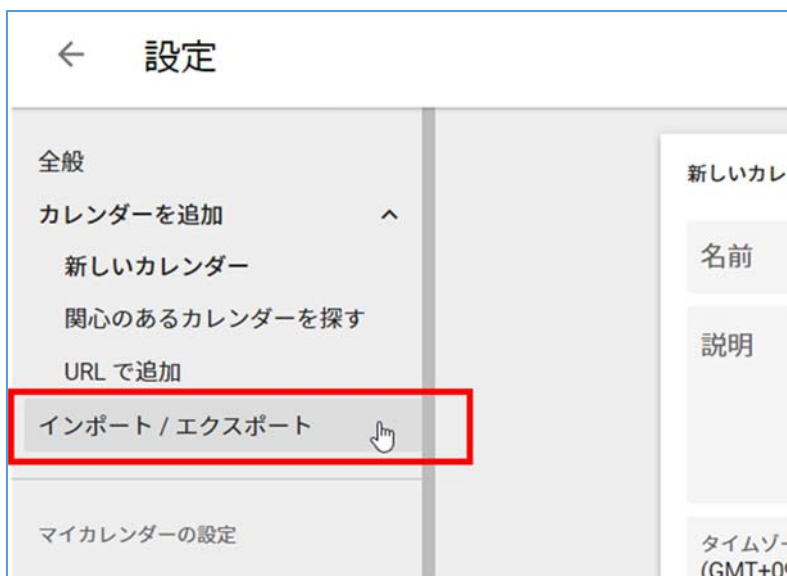 設定
全般
カレンダーを追加
新しいカレンダー
関心のあるカレンダーを探す
URL で追加
インポート / エクスポート
マイカレンダーの設定
新しいカレ
名前
説明
タイムゾー
(GMT+09